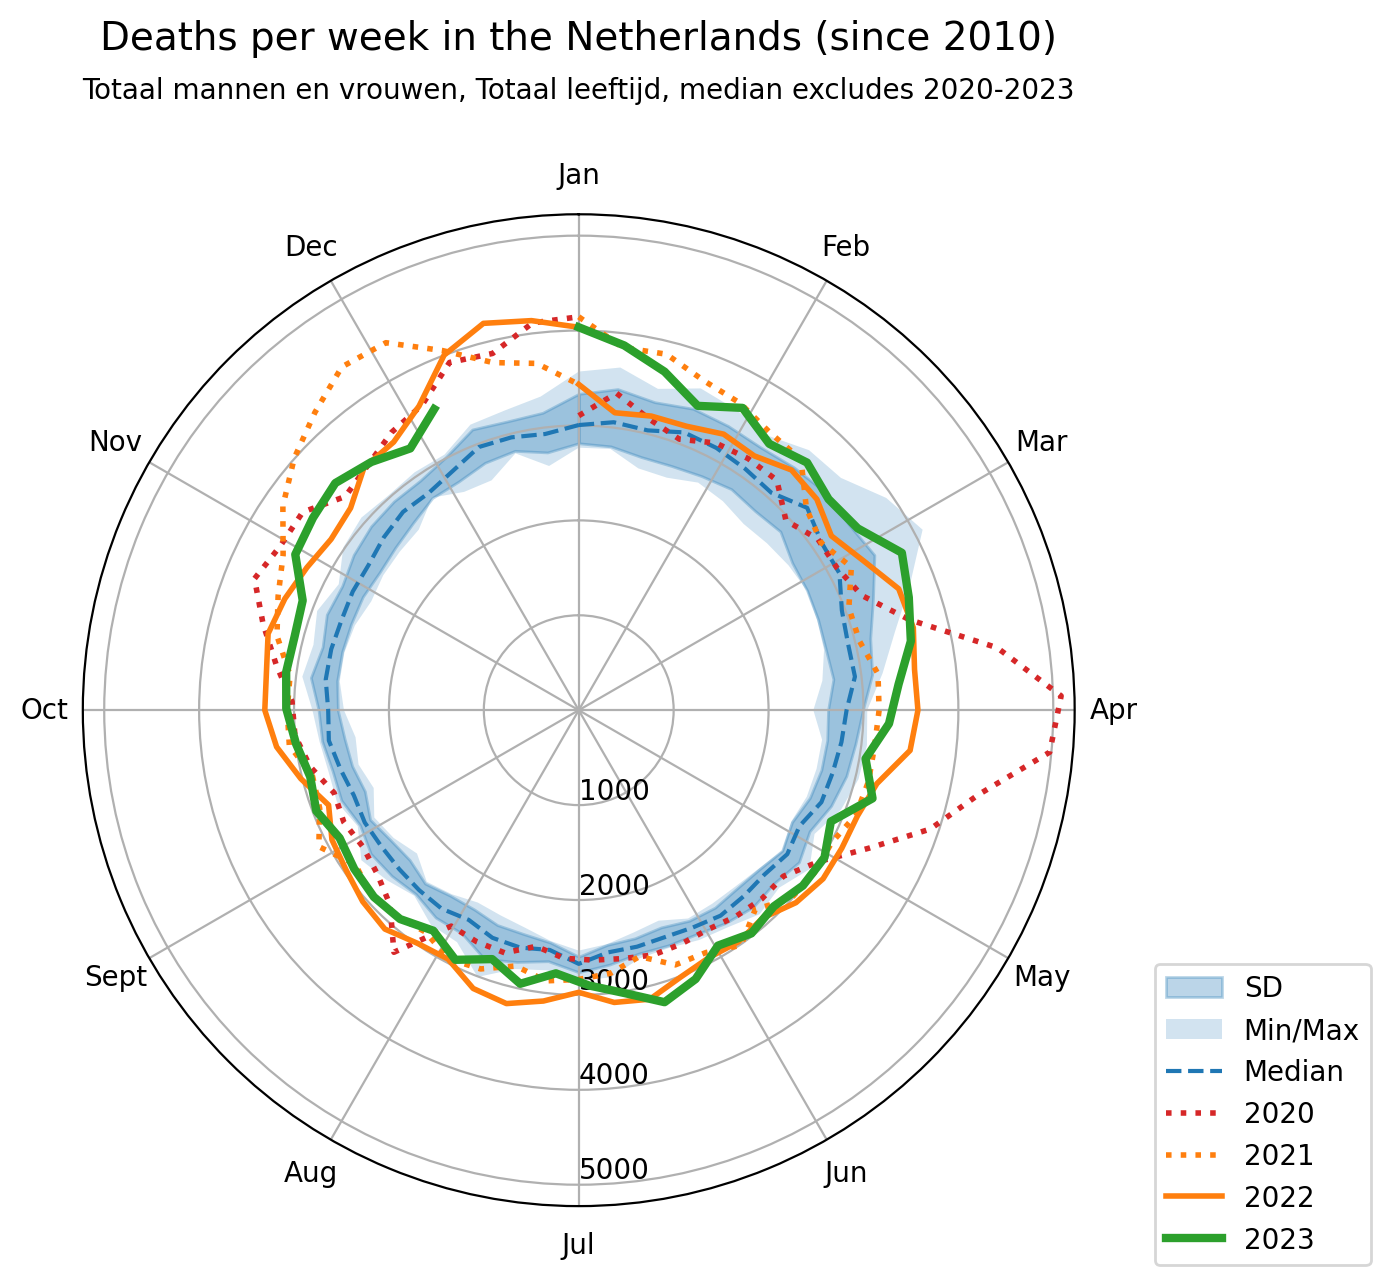 Deaths per week in the Netherlands (since 2010)
Totaal mannen en vrouwen, Totaal leeftijd, median excludes 2020-2023
Jan
Dec
Feb
Nov
Mar
Oct
Apr
Sept
May
Aug
Jun
Jul
1000
2000
3000
4000
5000
SD
Min/Max
Median
2020
2021
2022
2023